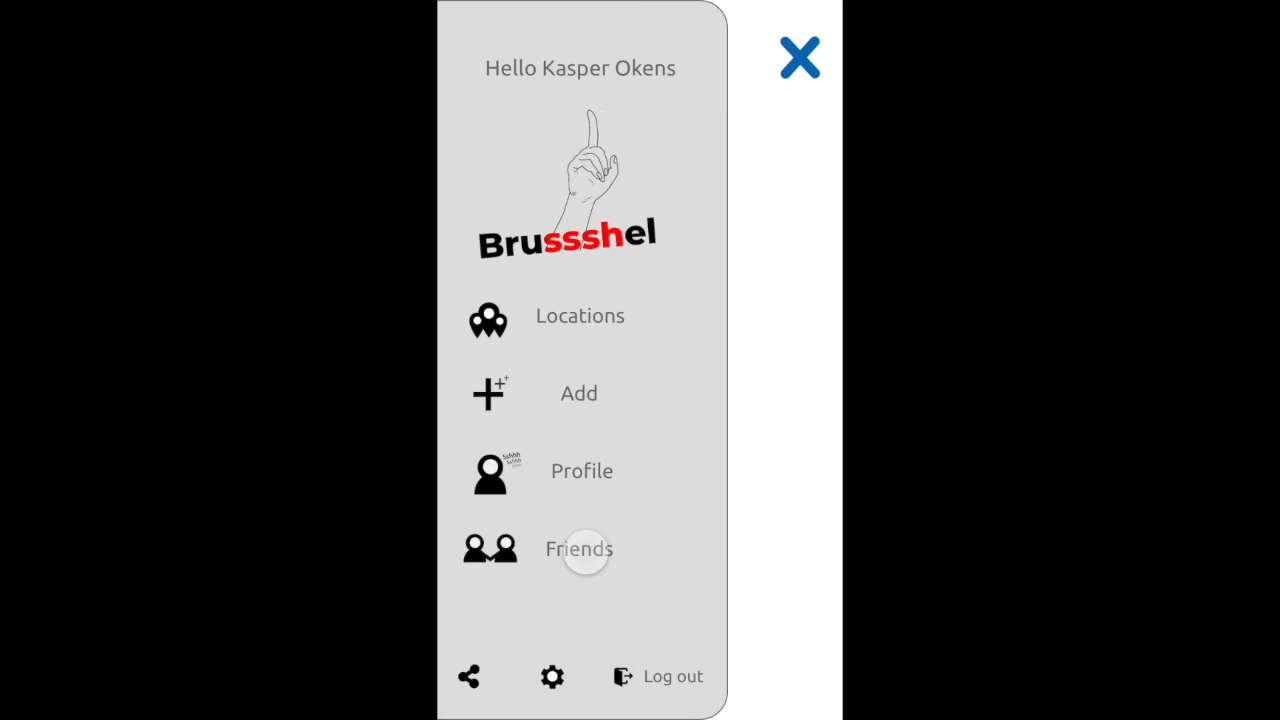 Hello Kasper Okens
Brussshel
Locations
Add
Profile
Friends
Log out